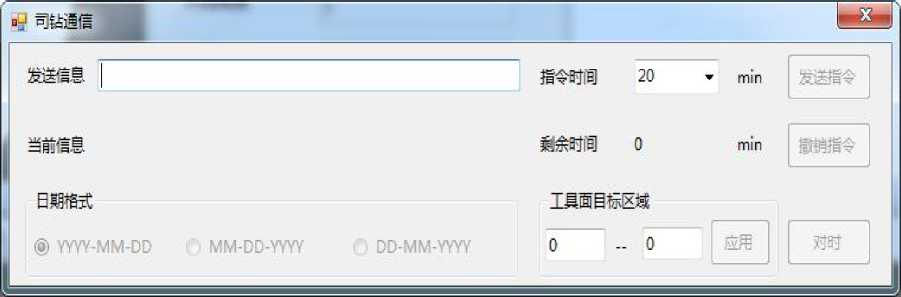 司钻通信
发送信息 指令时间 20 min 发送指令
当前信息 剩余时间 0 min 撤销指令
日期格式 工具面目标区域
YYYY-MM-DD MM-DD-YYYY DD-MM-YYYY 0 -- 0 应用 对时